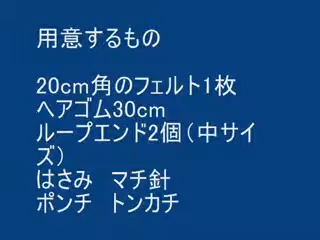 用意するもの
20cm角のﾌｪﾙﾄ1枚
ヘアゴム30cm
ループエンド2個（中サイ
ズ）
はさみ　マチ針
ポンチ　トンカチ